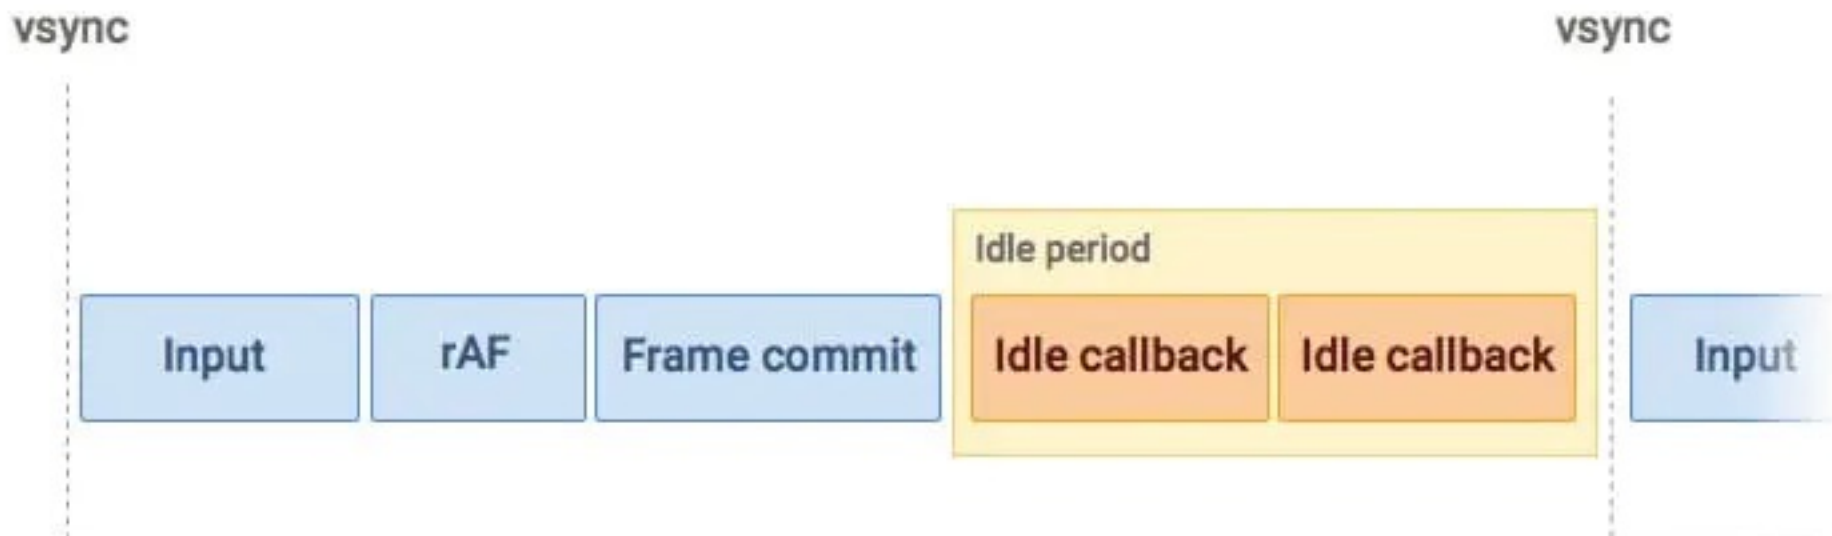 vsync
vsync
Idle period
Input
rAF
Frame commit
Idle callback
Idle callback
Input